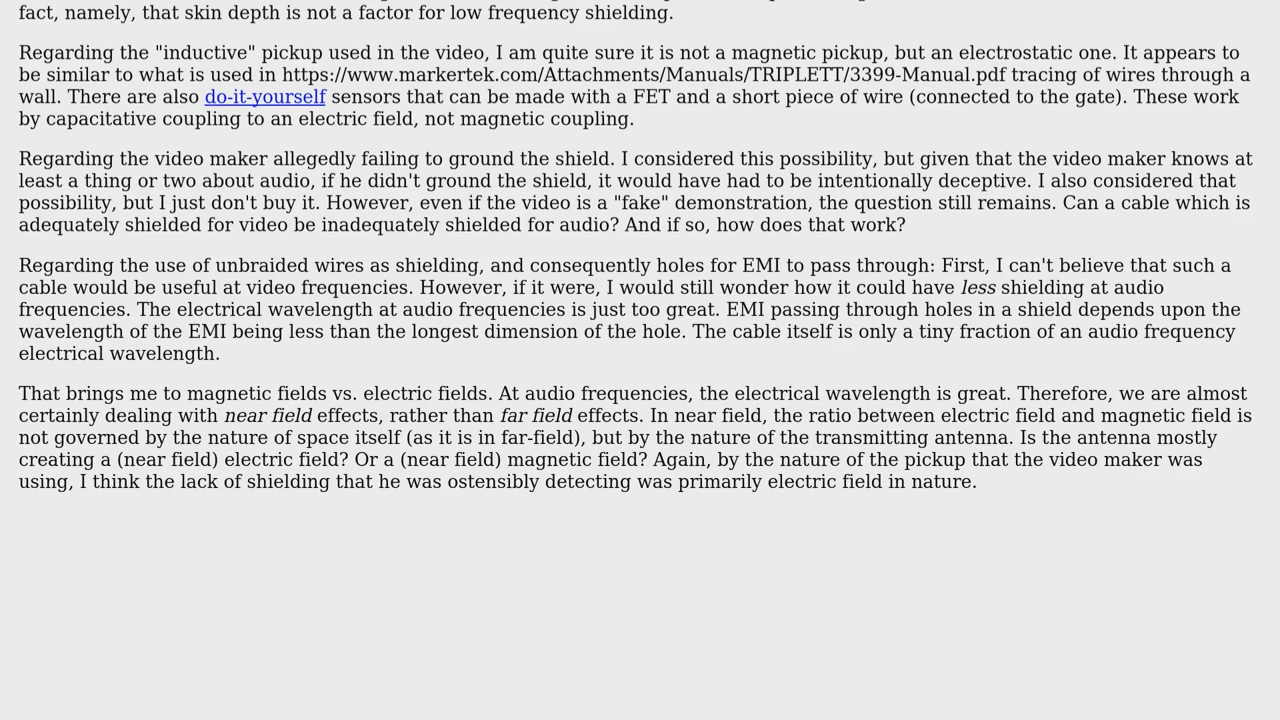 fact, namely, that skin depth is not a factor for low frequency shielding.
Regarding the "inductive" pickup used in the video, I am quite sure it is not a magnetic pickup, but an electrostatic one. It appears to
be similar to what is used in https://www.markertek.com/Attachments/Manuals/TRIPLETT/3399-Manual.pdf tracing of wires through a
wall. There are also do-it-yourself sensors that can be made with a FET and a short piece of wire (connected to the gate). These work
by capacitative coupling to an electric field, not magnetic coupling.
Regarding the video maker allegedly failing to ground the shield. I considered this possibility, but given that the video maker knows at
least a thing or two about audio, if he didn't ground the shield, it would have had to be intentionally deceptive. I also considered that
possibility, but I just don't buy it. However, even if the video is a "fake" demonstration, the question still remains. Can a cable which is
adequately shielded for video be inadequately shielded for audio? And if so, how does that work?
Regarding the use of unbraided wires as shielding, and consequently holes for EMI to pass through: First, I can't believe that such a
cable would be useful at video frequencies. However, if it were, I would still wonder how it could have less shielding at audio
frequencies. The electrical wavelength at audio frequencies is just too great. EMI passing through holes in a shield depends upon the
wavelength of the EMI being less than the longest dimension of the hole. The cable itself is only a tiny fraction of an audio frequency
electrical wavelength.
That brings me to magnetic fields vs. electric fields. At audio frequencies, the electrical wavelength is great. Therefore, we are almost
certainly dealing with near field effects, rather than far field effects. In near field, the ratio between electric field and magnetic field is
not governed by the nature of space itself (as it is in far-field), but by the nature of the transmitting antenna. Is the antenna mostly
creating a (near field) electric field? Or a (near field) magnetic field? Again, by the nature of the pickup that the video maker was
using, I think the lack of shielding that he was ostensibly detecting was primarily electric field in nature.